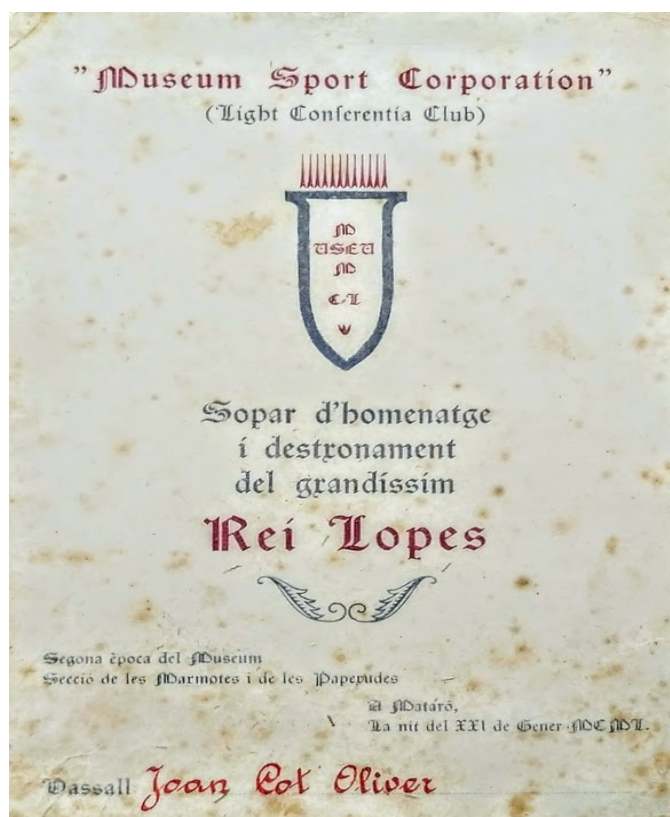 "Museum Sport Corporation"
(Light Conferentia Club)
M
USEU
M
C-L
Sopar d'homenatge
i destronament
del grandíssim
Rei Lopes
Segona època del Museum
Secció de les Marmotes i de les Paperudes
A Mataró,
La nit del XXI de Gener MCML.
Vassall Joan Cot Oliver